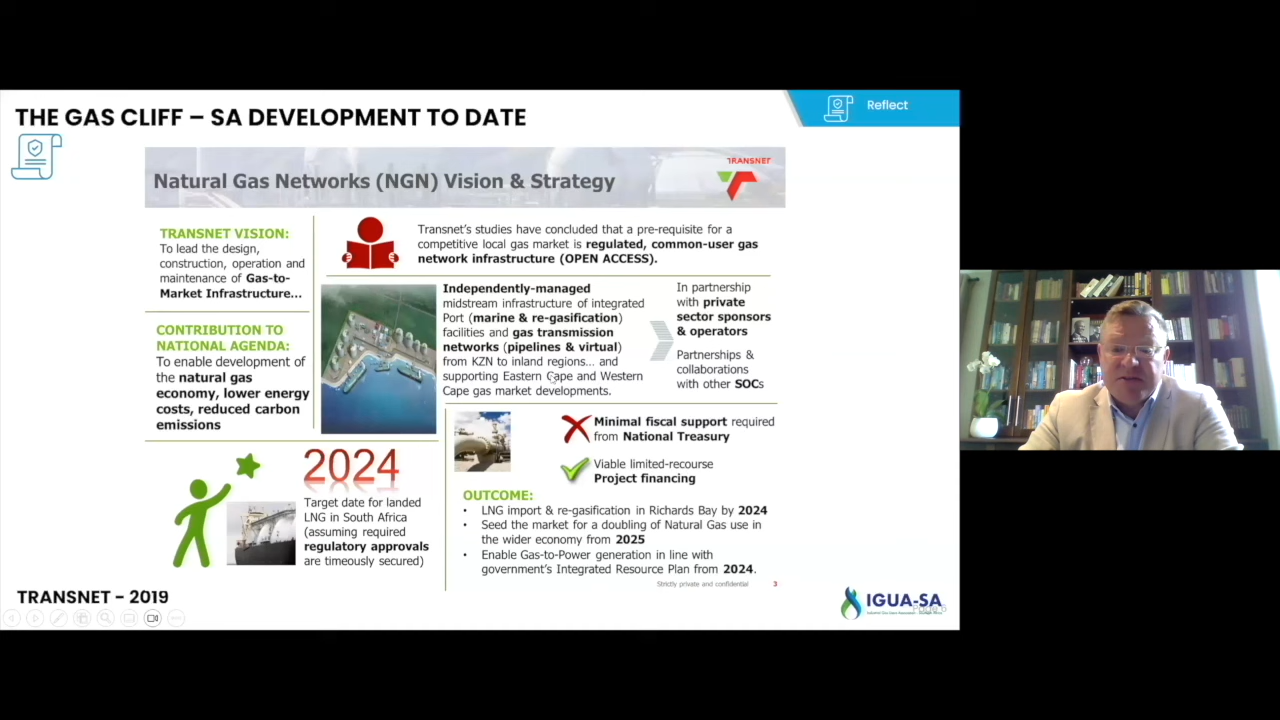 THE GAS CLIFF – SA DEVELOPMENT TO DATE
Reflect
Natural Gas Networks (NGN) Vision & Strategy
TRANSNET
TRANSNET VISION:
To lead the design,
construction, operation and
maintenance of Gas-to-
Market Infrastructure...
CONTRIBUTION TO
NATIONAL AGENDA:
To enable development of
the natural gas
economy, lower energy
costs, reduced carbon
emissions
Transnet's studies have concluded that a pre-requisite for a
competitive local gas market is regulated, common-user gas
network infrastructure (OPEN ACCESS).
Independently-managed
midstream infrastructure of integrated
Port (marine & re-gasification)
facilities and gas transmission
networks (pipelines & virtual)
from KZN to inland regions... and
supporting Eastern Cape and Western
Cape gas market developments.
In partnership
with private
sector sponsors
& operators
Partnerships &
collaborations
with other SOCs
2024
Target date for landed
LNG in South Africa
(assuming required
regulatory approvals
are timeously secured)
Minimal fiscal support required
from National Treasury
Viable limited-recourse
Project financing
OUTCOME:
• LNG import & re-gasification in Richards Bay by 2024
• Seed the market for a doubling of Natural Gas use in
the wider economy from 2025
• Enable Gas-to-Power generation in line with
government's Integrated Resource Plan from 2024.
Strictly private and confidential 3
TRANSNET – 2019
IGUA-SA